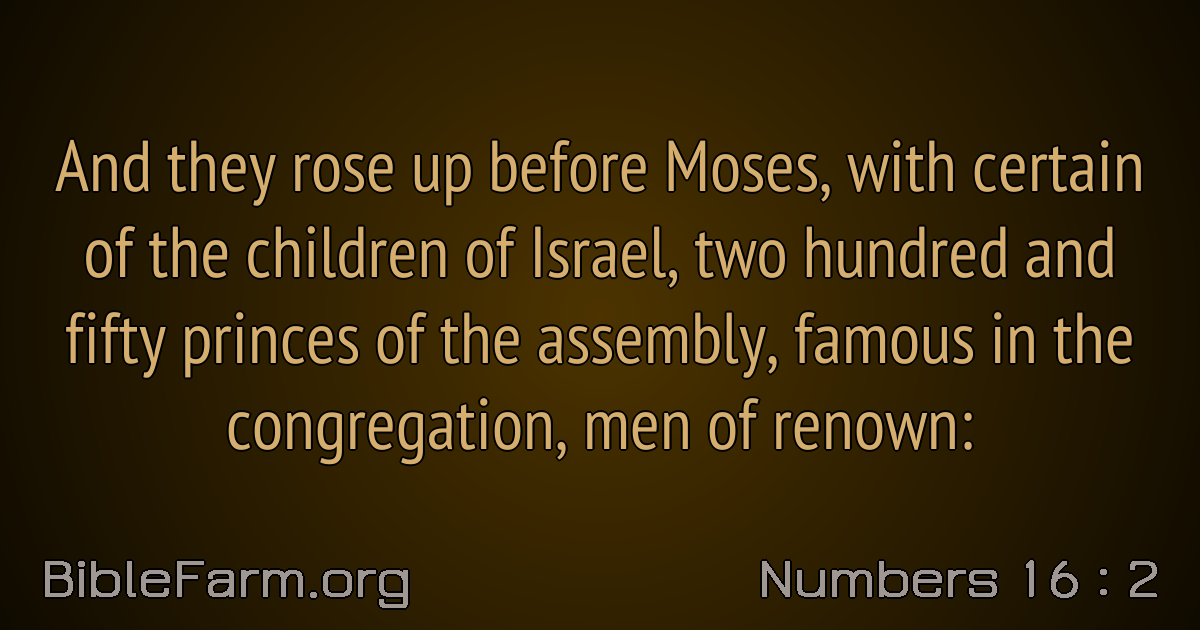 And they rose up before Moses, with certain
of the children of Israel, two hundred and
fifty princes of the assembly, famous in the
congregation, men of renown:
BibleFarm.org
Numbers 16 : 2